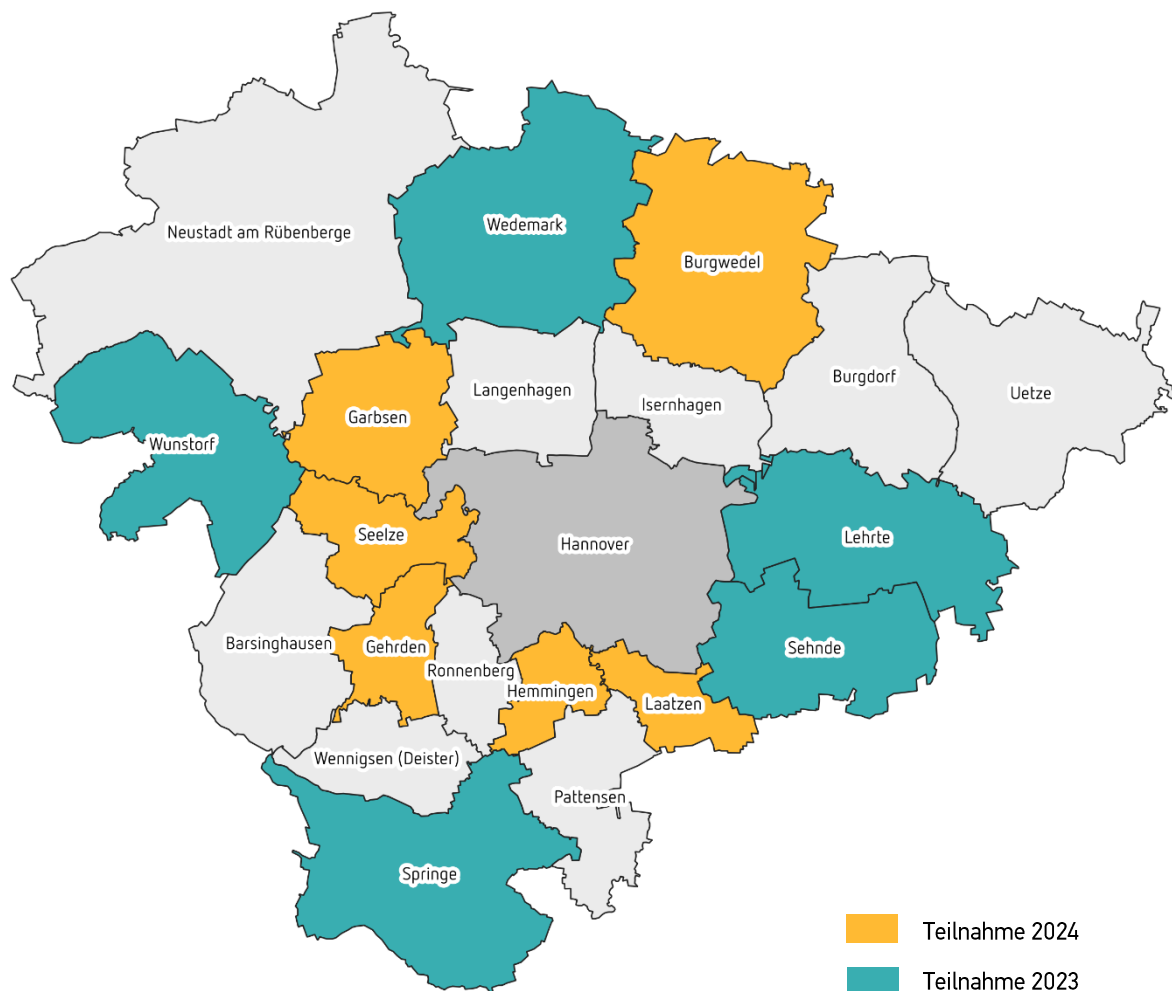 Neustadt am Rübenberge
Wedemark
Burgwedel
Langenhagen
Isernhagen
Burgdorf
Uetze
Garbsen
Wunstorf
Seelze
Hannover
Lehrte
Barsinghausen
Gehrden
Ronnenberg
Sehnde
Hemmingen
Laatzen
Wennigsen (Deister)
Pattensen
Springe
Teilnahme 2024
Teilnahme 2023